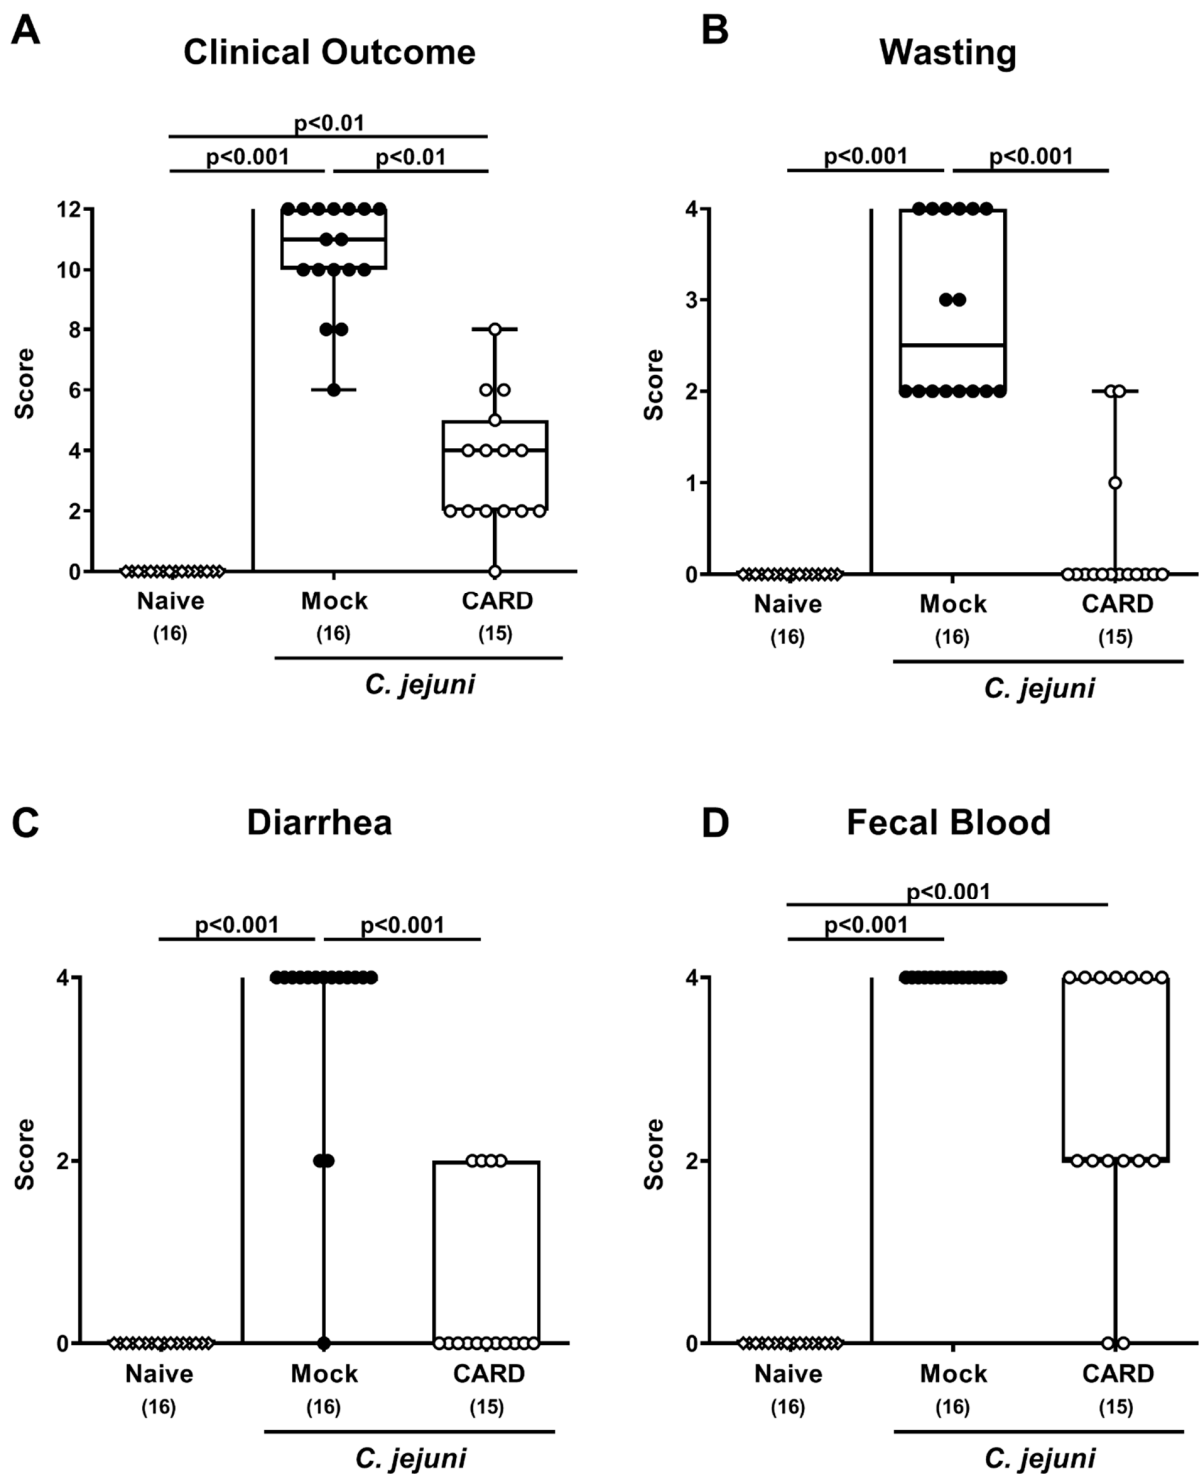 A
Clinical Outcome
p<0.01
p<0.001 p<0.01
12
10
8
6
4
2
0
Score
Naive Mock CARD
(16) (16) (15)
C. jejuni
B
Wasting
p<0.001 p<0.001
4
3
2
1
0
Score
Naive Mock CARD
(16) (16) (15)
C. jejuni
C
Diarrhea
p<0.001 p<0.001
4
2
0
Score
Naive Mock CARD
(16) (16) (15)
C. jejuni
D
Fecal Blood
p<0.001
p<0.001
4
2
0
Score
Naive Mock CARD
(16) (16) (15)
C. jejuni